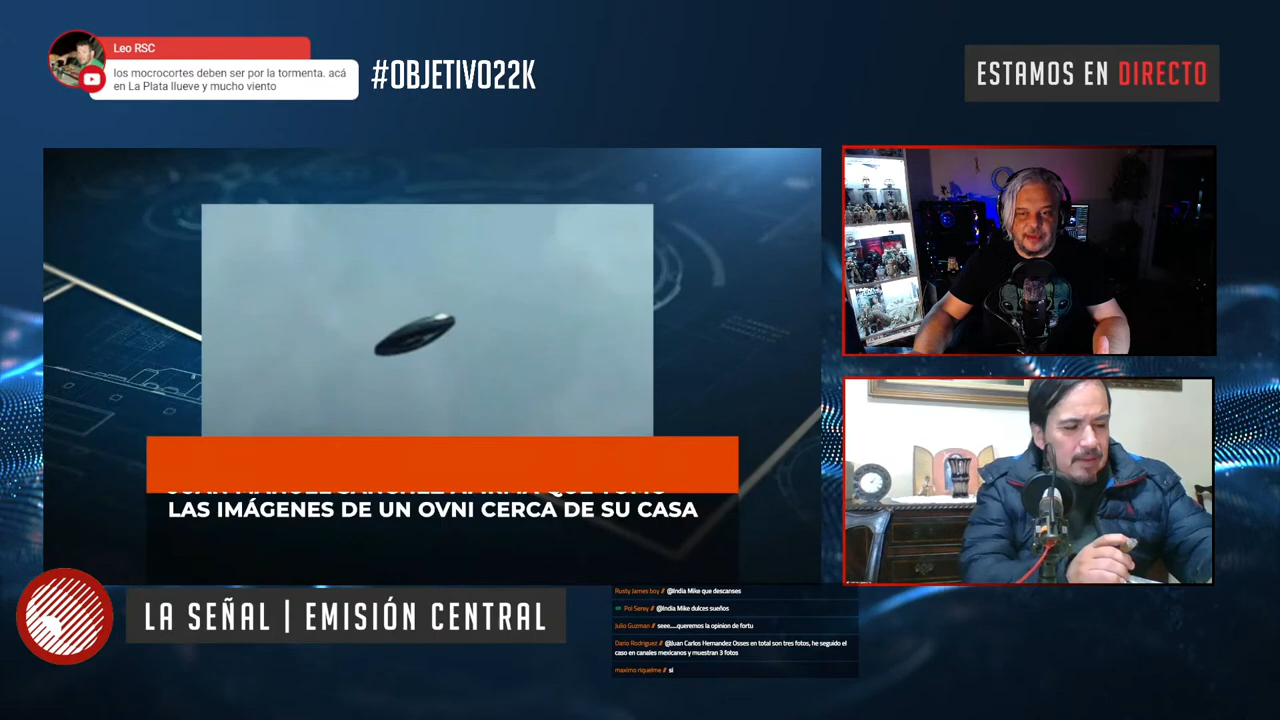 Leo RSC
los mocrocortes deben ser por la tormenta. acá
en La Plata llueve y mucho viento
#OBJETIVO22K
ESTAMOS EN DIRECTO
LAS IMÁGENES DE UN OVNI CERCA DE SU CASA
LA SEÑAL | EMISIÓN CENTRAL
Rusty James boy // @India Mike que descanses
Pol Serey // @India Mike dulces sueños
Julio Guzman // seee.....queremos la opinion de fortu
Dario Rodriguez // @Juan Carlos Hernandez Osses en total son tres fotos, he seguido el
caso en canales mexicanos y muestran 3 fotos
maximo riquelme // si